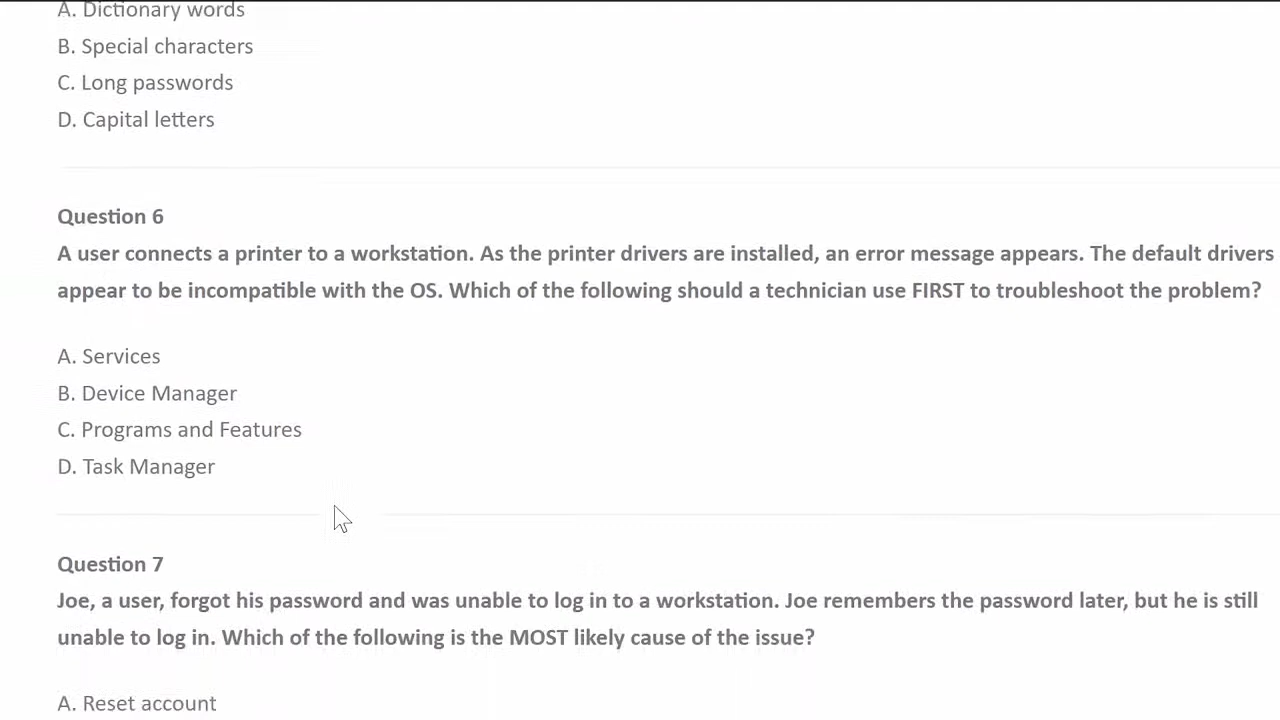 A. Dictionary words
B. Special characters
C. Long passwords
D. Capital letters
Question 6
A user connects a printer to a workstation. As the printer drivers are installed, an error message appears. The default drivers
appear to be incompatible with the OS. Which of the following should a technician use FIRST to troubleshoot the problem?
A. Services
B. Device Manager
C. Programs and Features
D. Task Manager
Question 7
Joe, a user, forgot his password and was unable to log in to a workstation. Joe remembers the password later, but he is still
unable to log in. Which of the following is the MOST likely cause of the issue?
A. Reset account